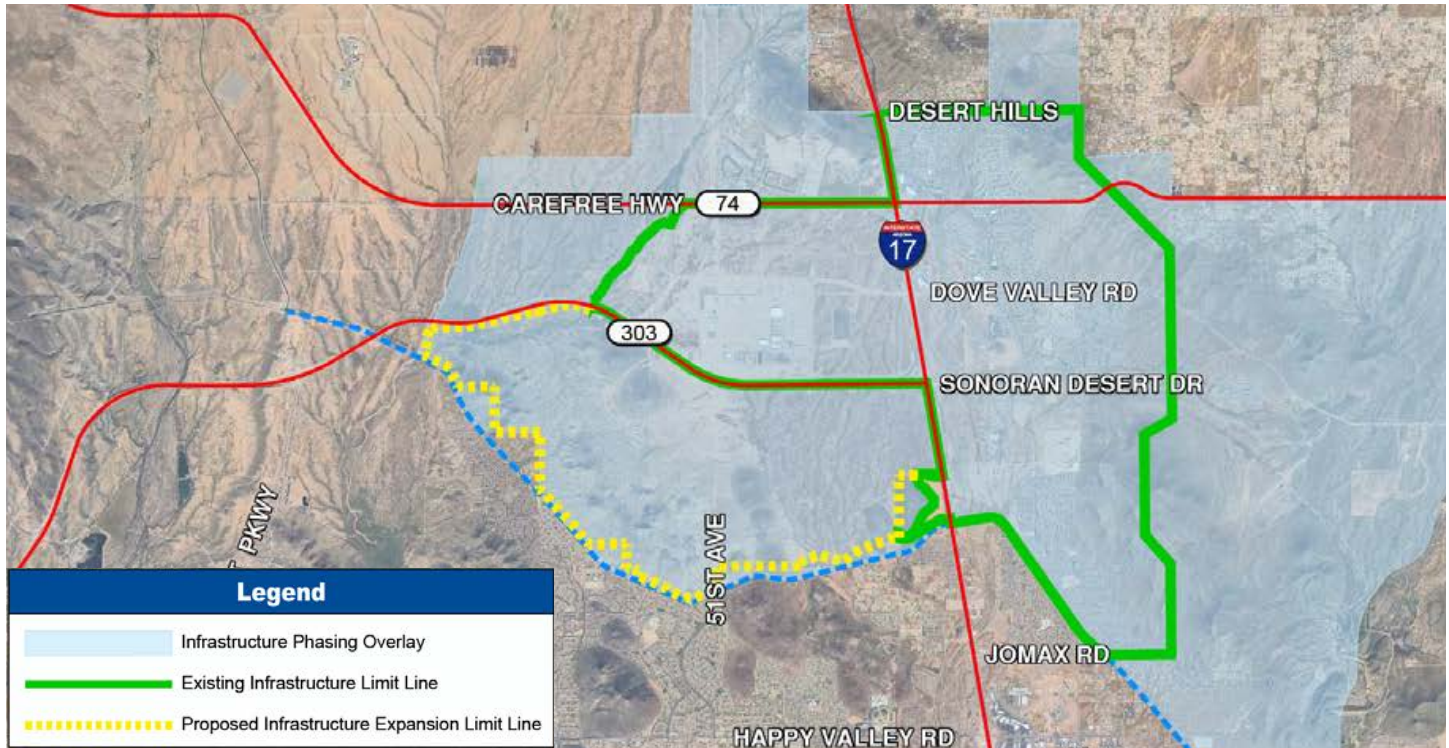 DESERT HILLS
CAREFREE HWY
74
INTERSTATE
ARIZONA
17
DOVE VALLEY RD
303
SONORAN DESERT DR
51ST AVE
PKWY
JOMAX RD
HAPPY VALLEY RD
Legend
Infrastructure Phasing Overlay
Existing Infrastructure Limit Line
Proposed Infrastructure Expansion Limit Line